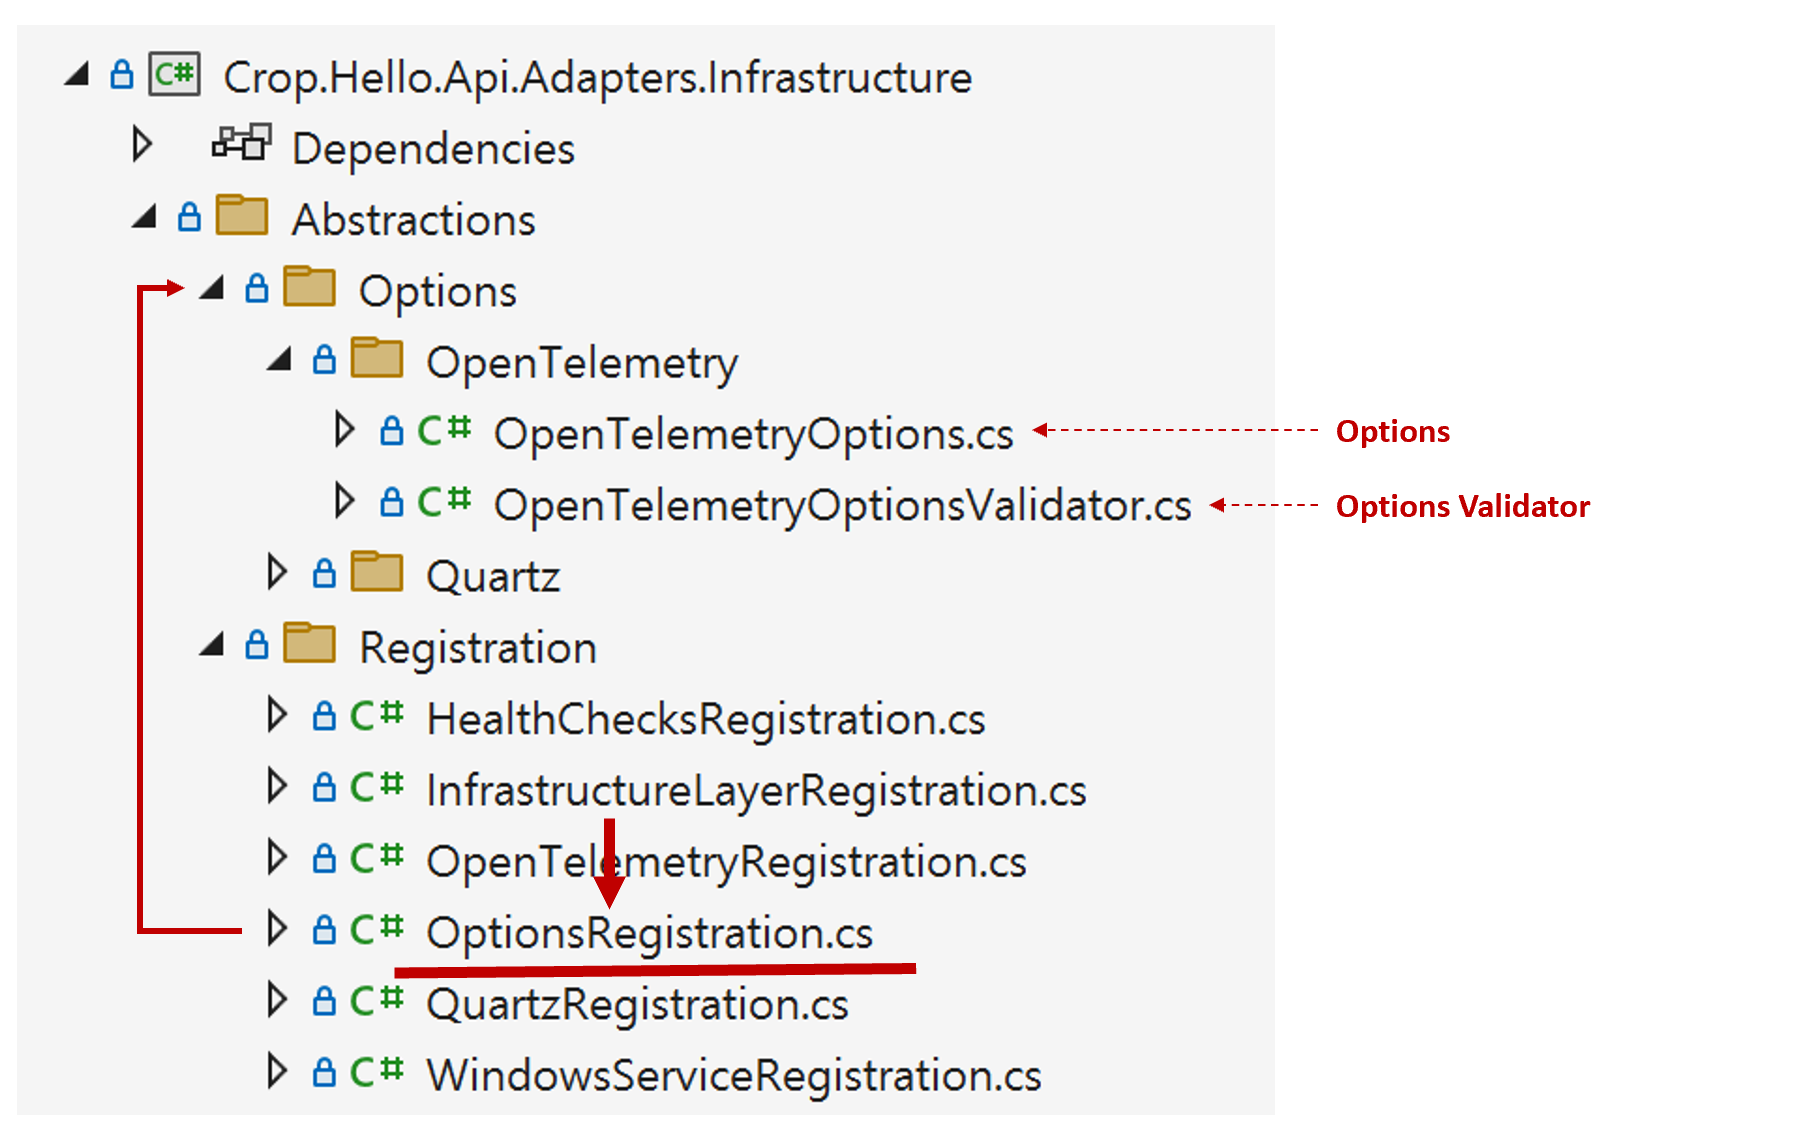 C# Crop.Hello.Api.Adapters.Infrastructure
Dependencies
Abstractions
Options
OpenTelemetry
C# OpenTelemetryOptions.cs Options
C# OpenTelemetryOptionsValidator.cs Options Validator
Quartz
Registration
C# HealthChecksRegistration.cs
C# InfrastructureLayerRegistration.cs
C# OpenTelemetryRegistration.cs
C# OptionsRegistration.cs
C# QuartzRegistration.cs
C# WindowsServiceRegistration.cs